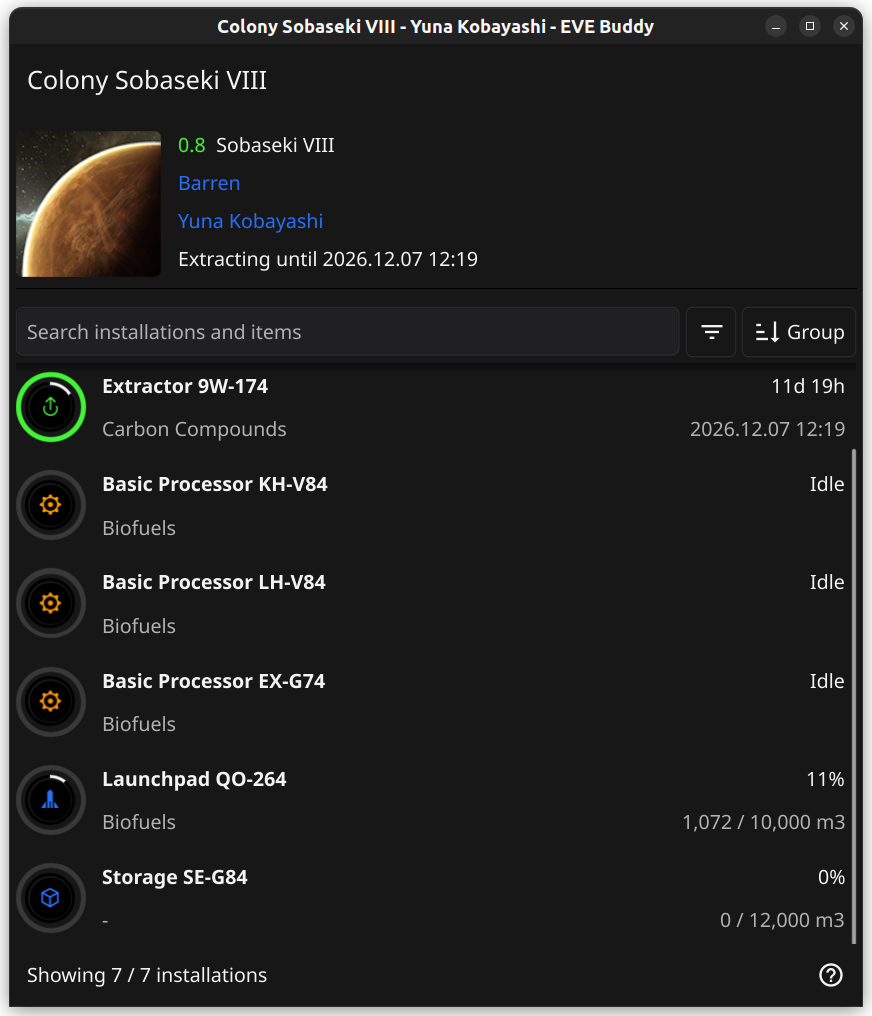 Colony Sobaseki VIII - Yuna Kobayashi - EVE Buddy
Colony Sobaseki VIII
0.8 Sobaseki VIII
Barren
Yuna Kobayashi
Extracting until 2026.12.07 12:19
Search installations and items
Group
Extractor 9W-174 11d 19h
Carbon Compounds 2026.12.07 12:19
Basic Processor KH-V84 Idle
Biofuels
Basic Processor LH-V84 Idle
Biofuels
Basic Processor EX-G74 Idle
Biofuels
Launchpad QO-264 11%
Biofuels 1,072 / 10,000 m3
Storage SE-G84 0%
- 0 / 12,000 m3
Showing 7 / 7 installations